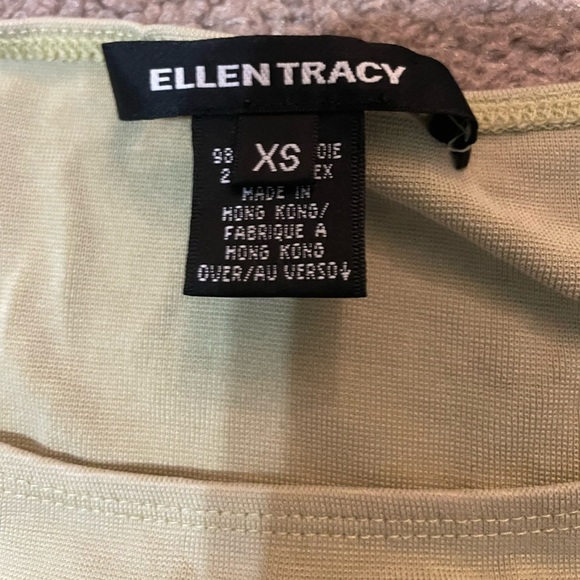 ELLEN TRACY
XS
98 OIE
2 EX
MADE IN
HONG KONG/
FABRIQUE A
HONG KONG
OVER/AU VERSO↓